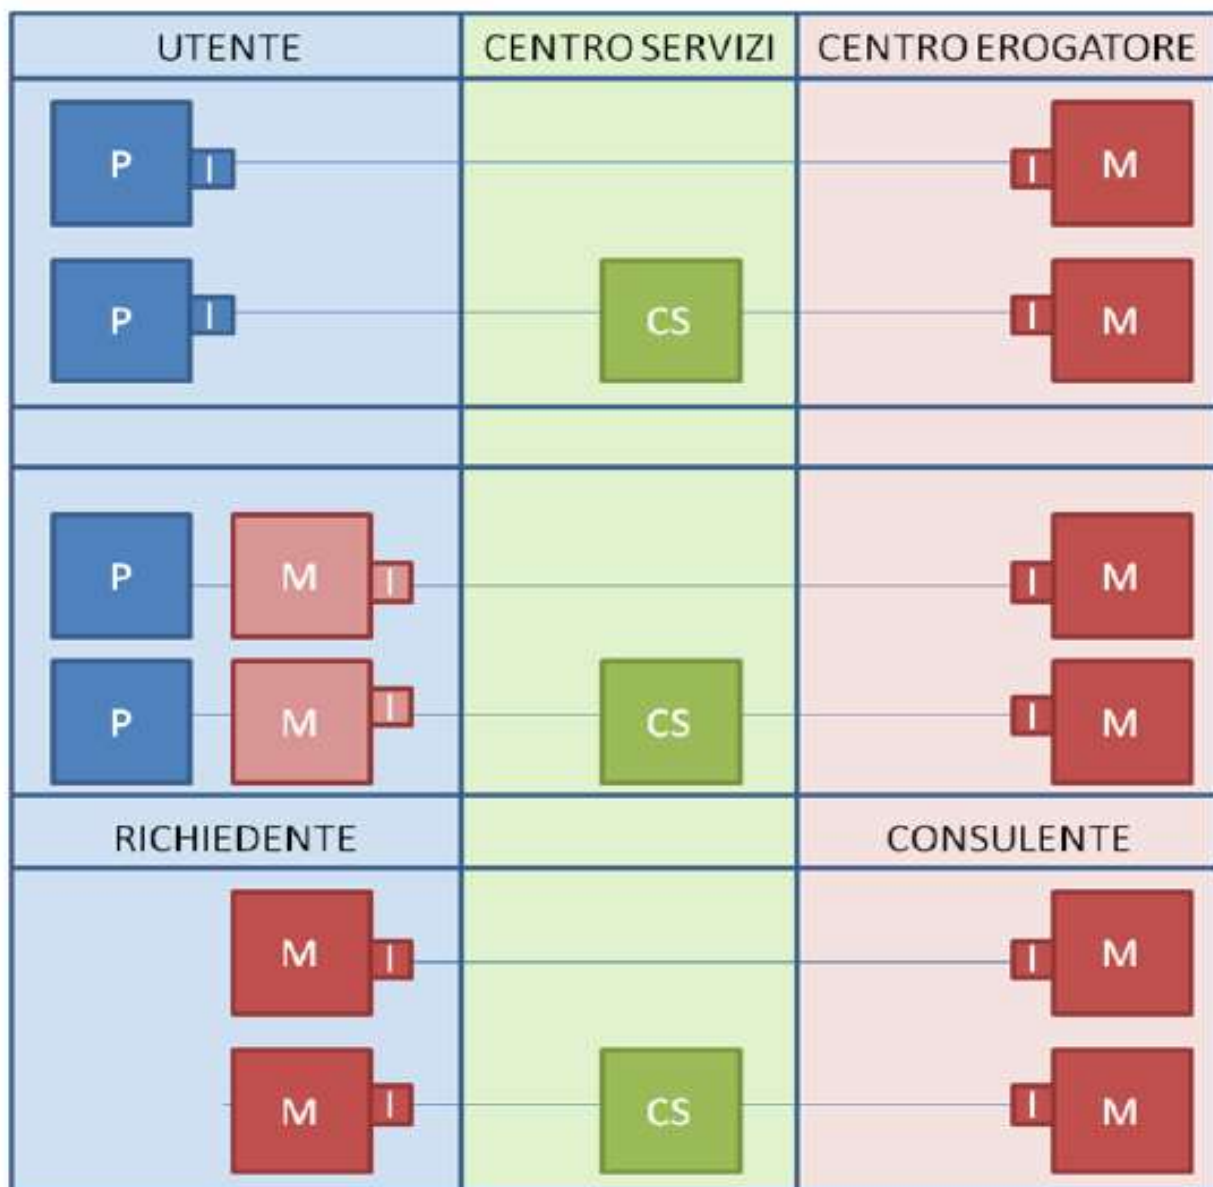 UTENTE CENTRO SERVIZI CENTRO EROGATORE
P I I M
P I CS I M
P M I I M
P M I CS I M
RICHIEDENTE CONSULENTE
M I I M
M I CS I M